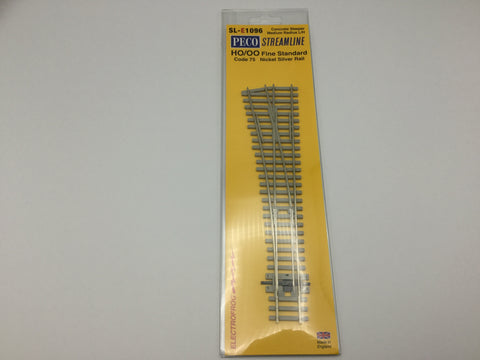 SL-E1096
Concrete Sleeper
Medium Radius L/H
PECO STREAMLINE
HO/OO Fine Standard
Code 75 Nickel Silver Rail
ELECTROFROG
Made in
England